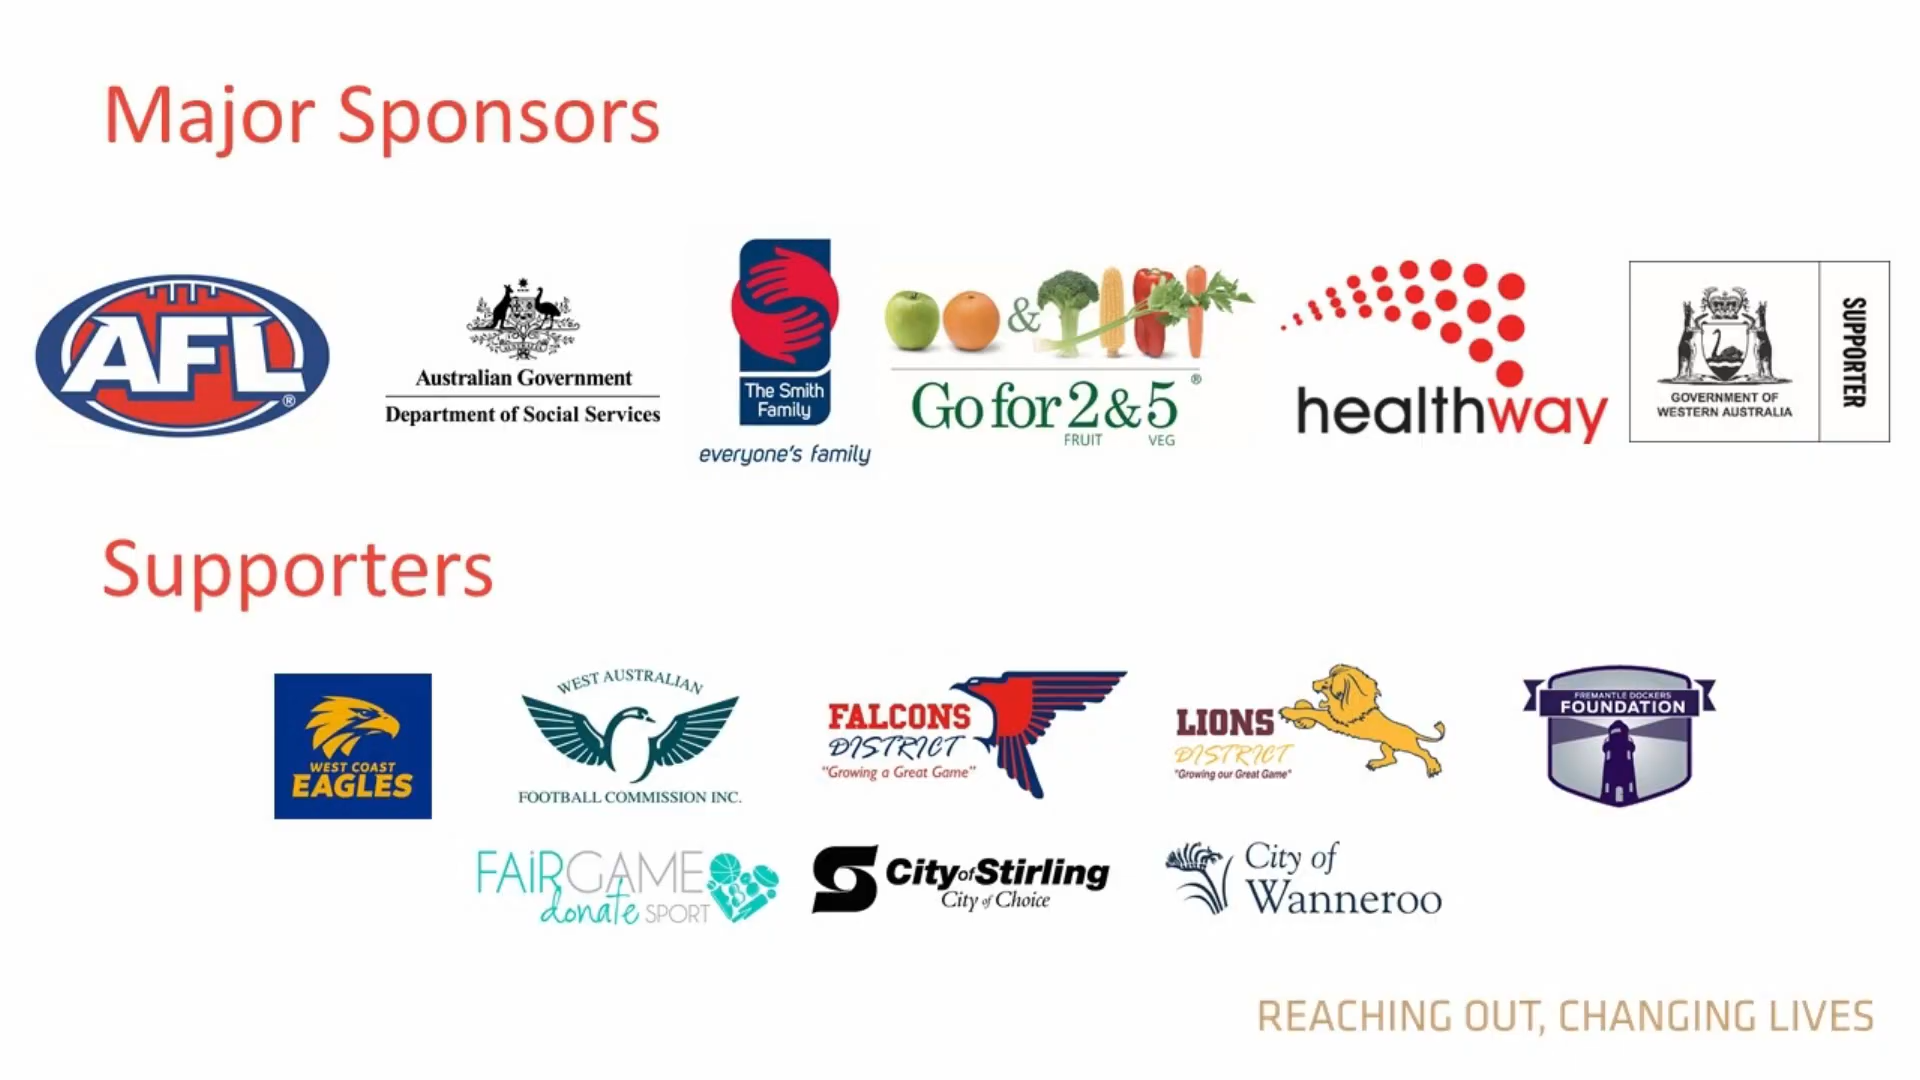 Major Sponsors
AFL ®
Australian Government
Department of Social Services
The Smith
Family
everyone's family
&
Go for 2 & 5 ®
FRUIT VEG
healthway
GOVERNMENT OF
WESTERN AUSTRALIA
SUPPORTER
Supporters
WEST COAST
EAGLES
WEST AUSTRALIAN
FOOTBALL COMMISSION INC.
FALCONS
DISTRICT
"Growing a Great Game"
LIONS
DISTRICT
"Growing our Great Game"
FREMANTLE DOCKERS
FOUNDATION
FAiRGAME
donate SPORT
City of Stirling
City of Choice
City of
Wanneroo
REACHING OUT, CHANGING LIVES